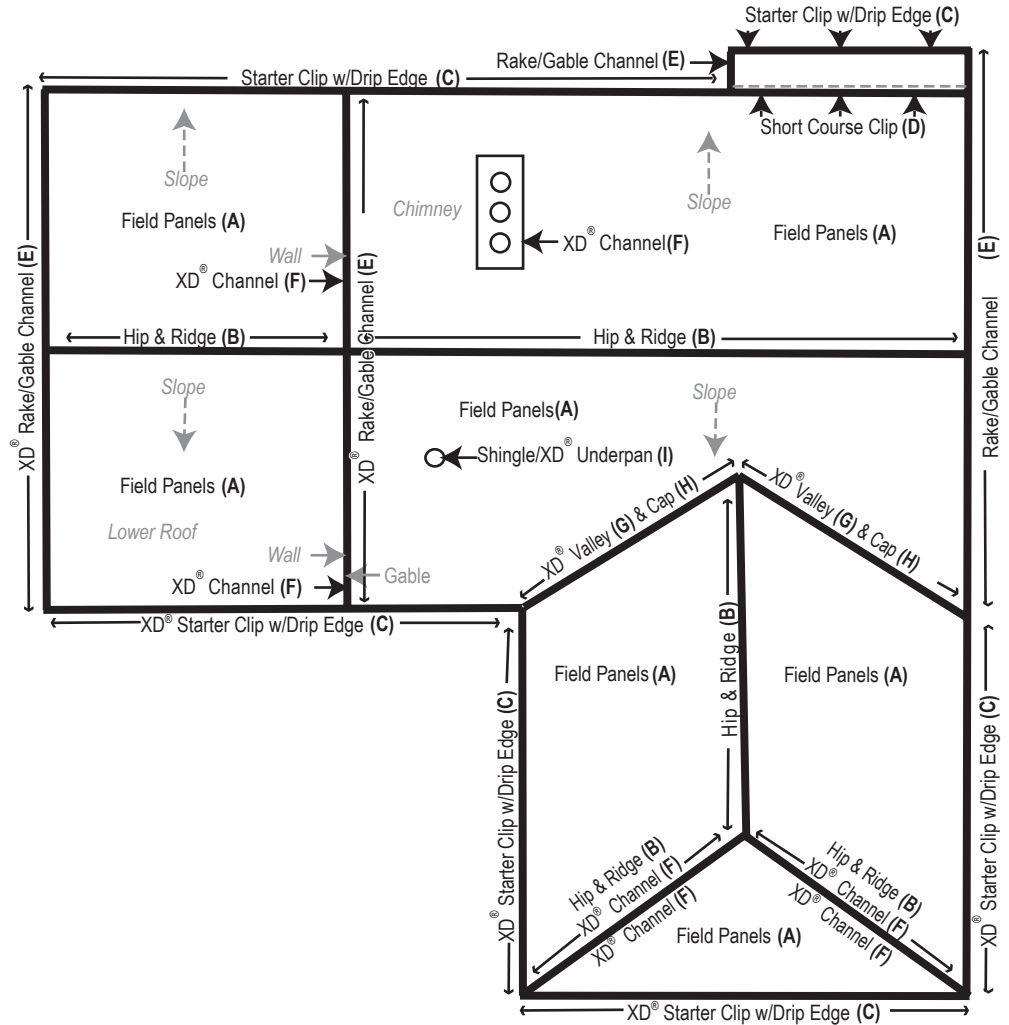 Starter Clip w/Drip Edge (C)
Rake/Gable Channel (E)
Starter Clip w/Drip Edge (C)
Short Course Clip (D)
Slope
Field Panels (A)
Chimney
Slope
Field Panels (A)
XD® Channel(F)
Wall
XD® Channel (F)
XD® Rake/Gable Channel (E)
XD® Rake/Gable Channel (E)
Rake/Gable Channel (E)
Hip & Ridge (B)
Hip & Ridge (B)
Slope
Slope
Field Panels(A)
Shingle/XD® Underpan (I)
Field Panels (A)
Lower Roof
Wall
Gable
XD® Channel (F)
XD® Valley (G) & Cap (H)
XD® Valley (G) & Cap (H)
XD® Starter Clip w/Drip Edge (C)
Field Panels (A)
Hip & Ridge (B)
Field Panels (A)
XD® Starter Clip w/Drip Edge (C)
XD® Starter Clip w/Drip Edge (C)
Hip & Ridge (B)
XD® Channel (F)
XD® Channel (F)
Hip & Ridge (B)
XD® Channel (F)
XD® Channel (F)
Field Panels (A)
XD® Starter Clip w/Drip Edge (C)